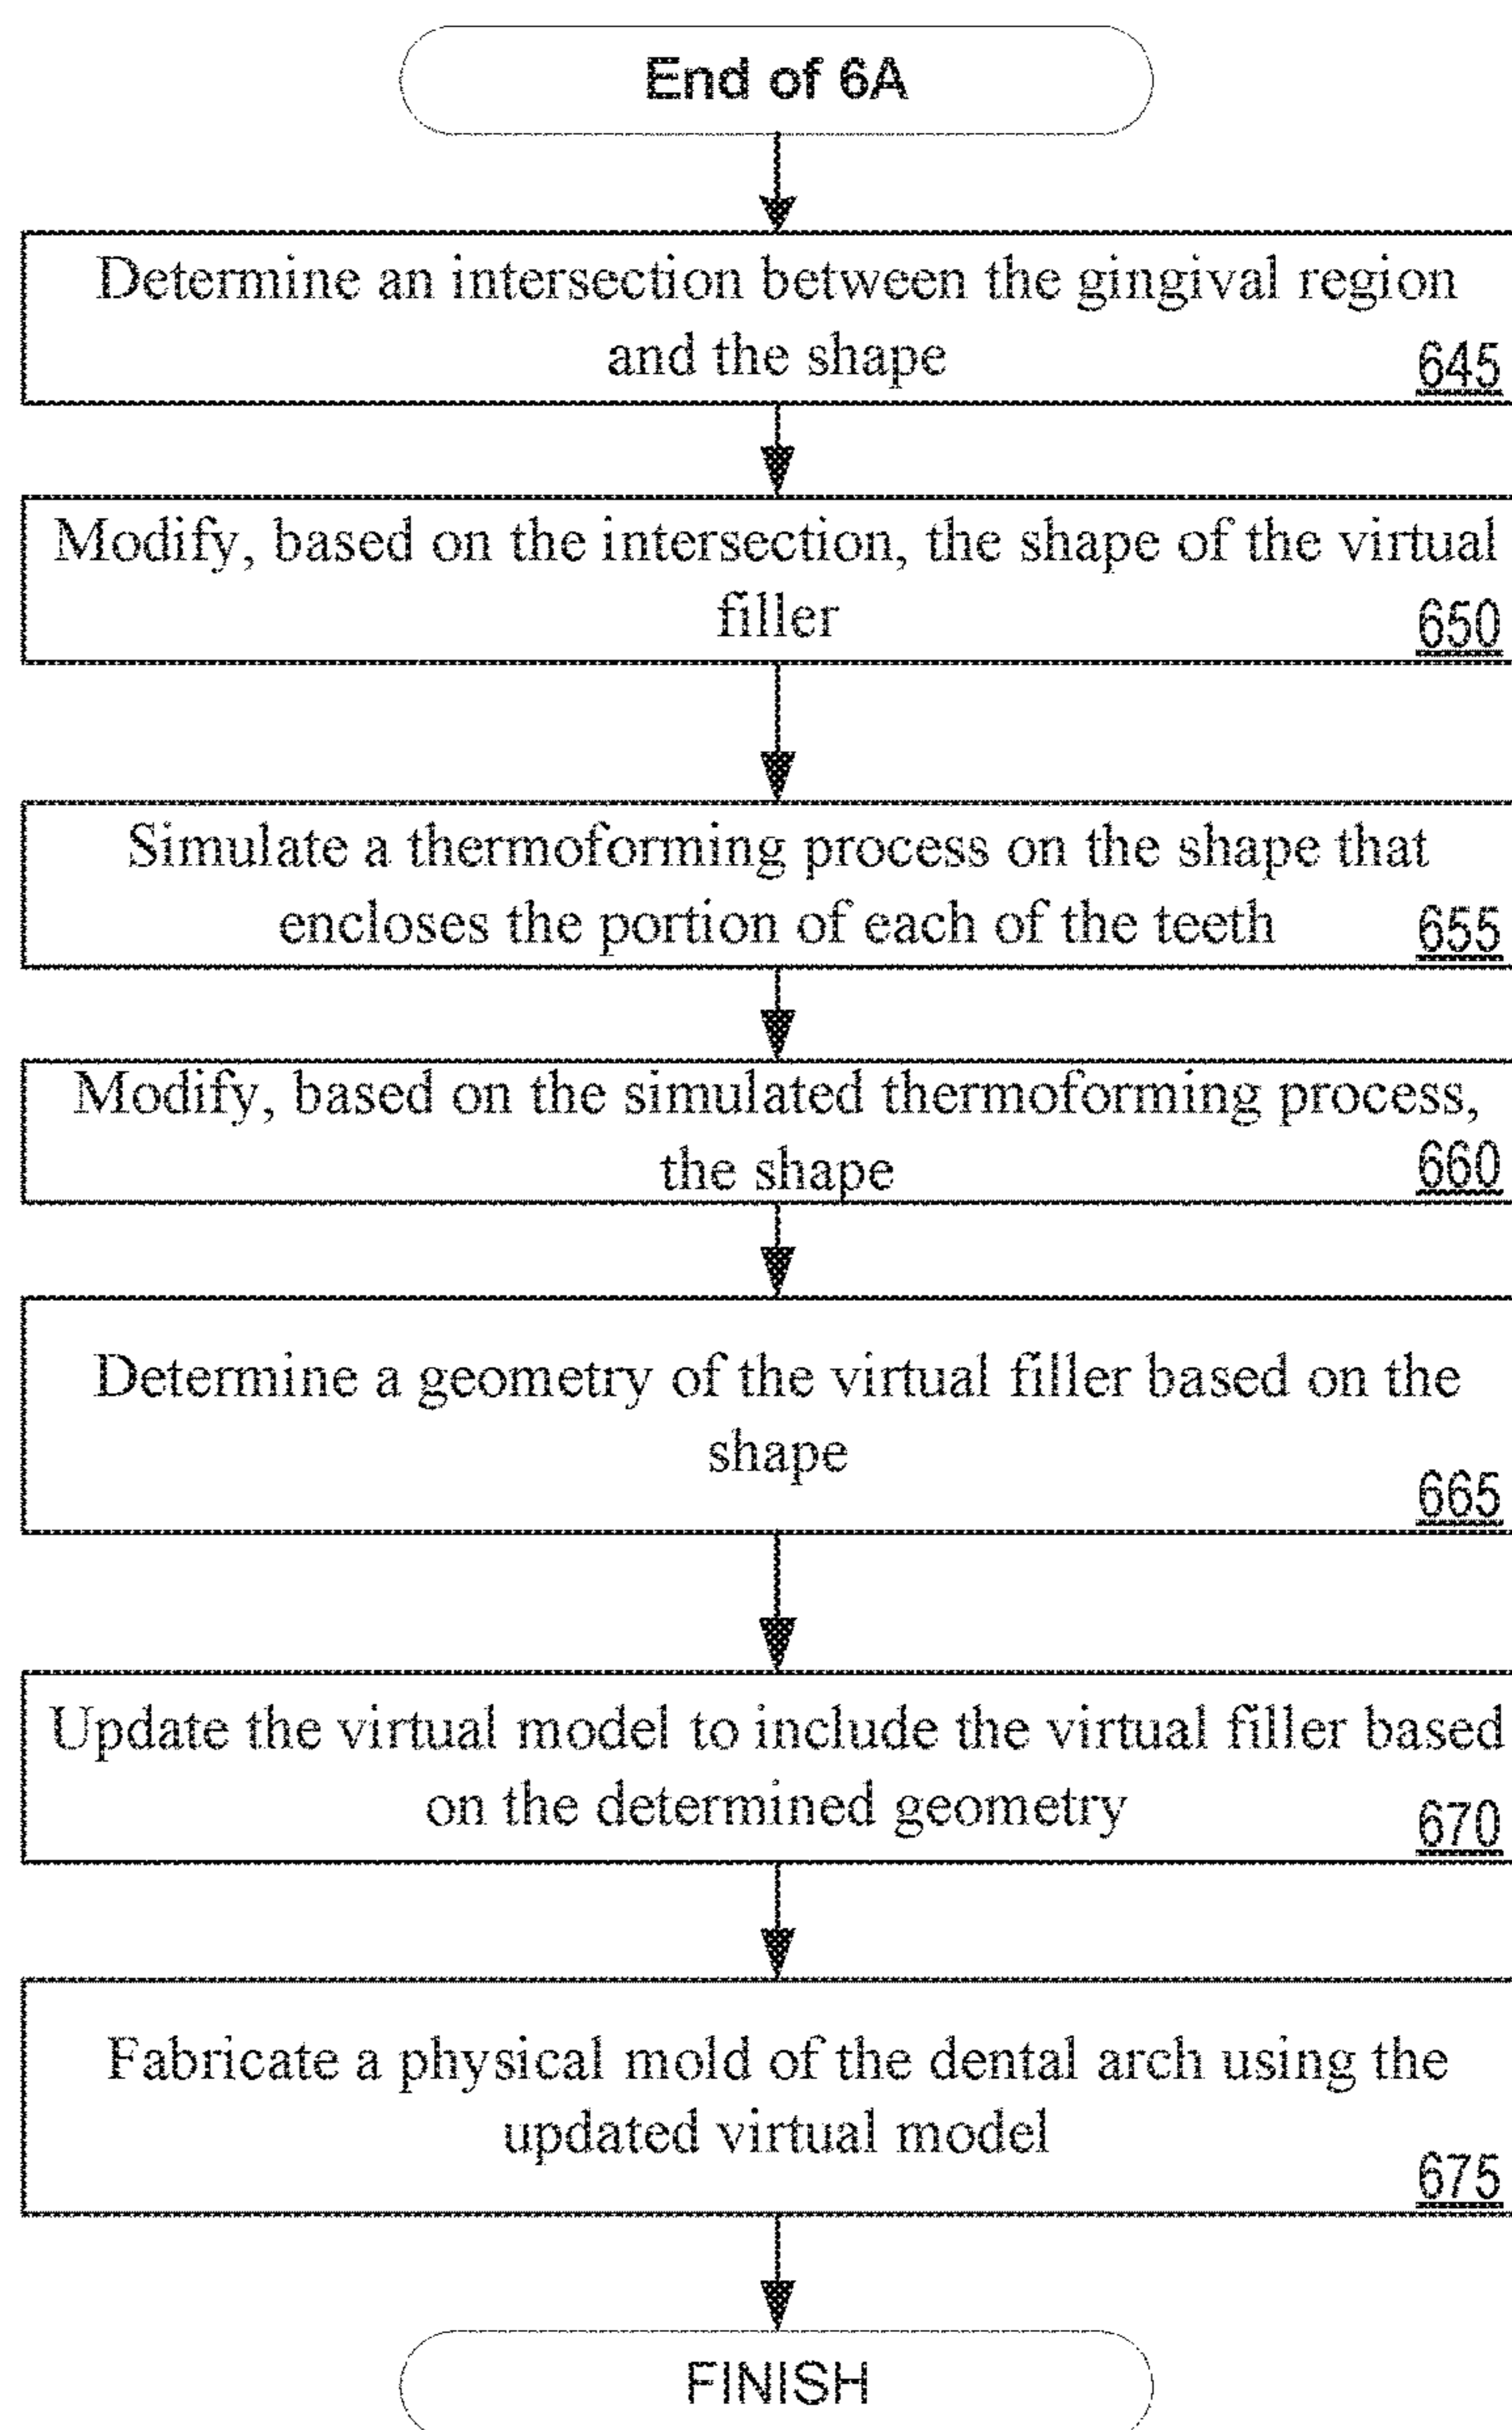 End of 6A
Determine an intersection between the gingival region
and the shape
645
Modify, based on the intersection, the shape of the virtual
filler
650
Simulate a thermoforming process on the shape that
encloses the portion of each of the teeth
655
Modify, based on the simulated thermoforming process,
the shape
660
Determine a geometry of the virtual filler based on the
shape
665
Update the virtual model to include the virtual filler based
on the determined geometry
670
Fabricate a physical mold of the dental arch using the
updated virtual model
675
FINISH